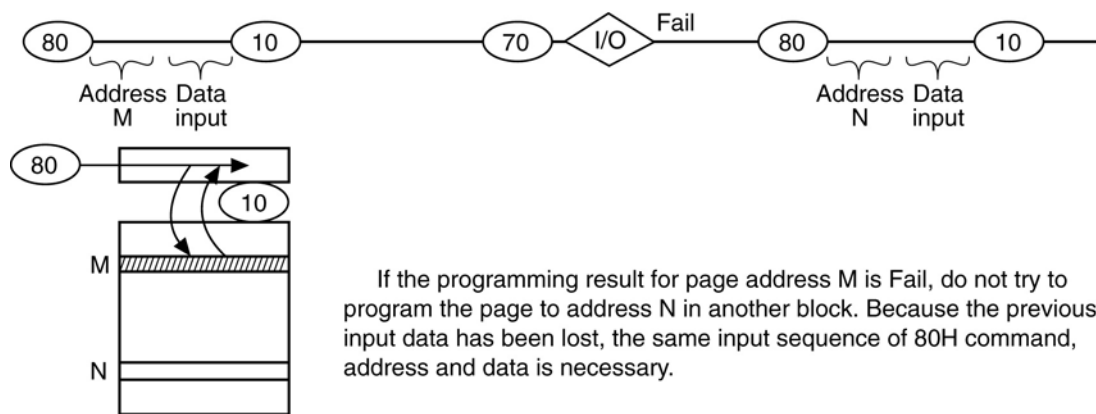 80 10 70 I/O Fail 80 10
Address M Data input Address N Data input
80
10
M
If the programming result for page address M is Fail, do not try to
program the page to address N in another block. Because the previous
input data has been lost, the same input sequence of 80H command,
address and data is necessary.
N